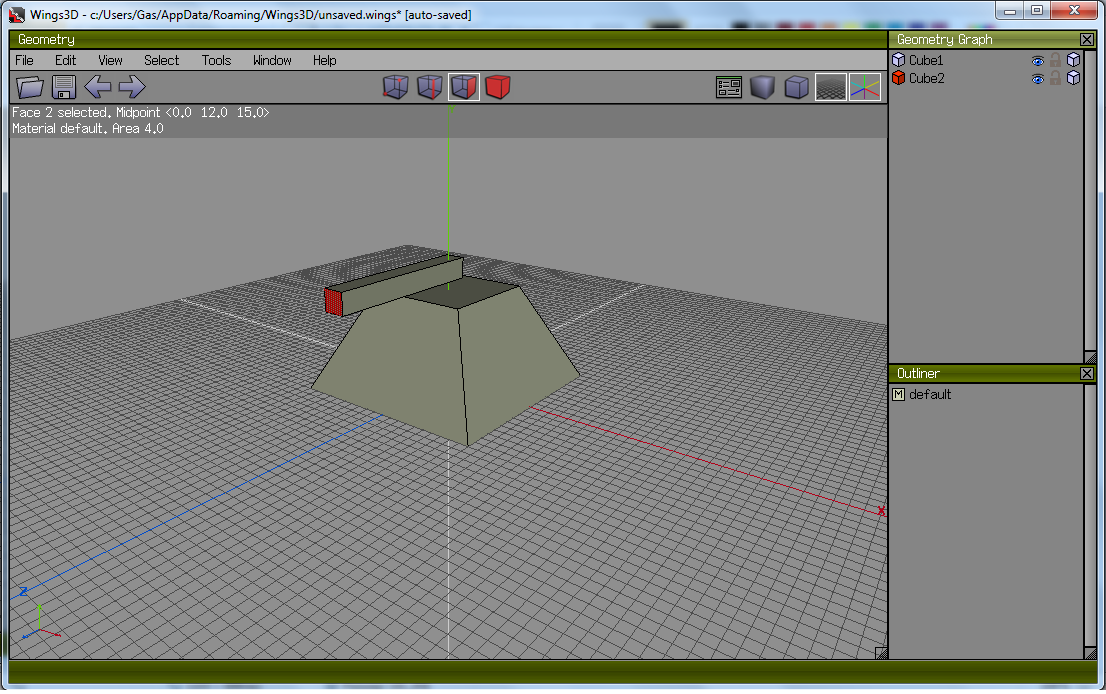 Wings3D - c:/Users/Gas/AppData/Roaming/Wings3D/unsaved.wings* [auto-saved]
Geometry
File Edit View Select Tools Window Help
Face 2 selected. Midpoint <0.0 12.0 15.0>
Material default. Area 4.0
X
Z
Geometry Graph
Cube1
Cube2
Outliner
M default